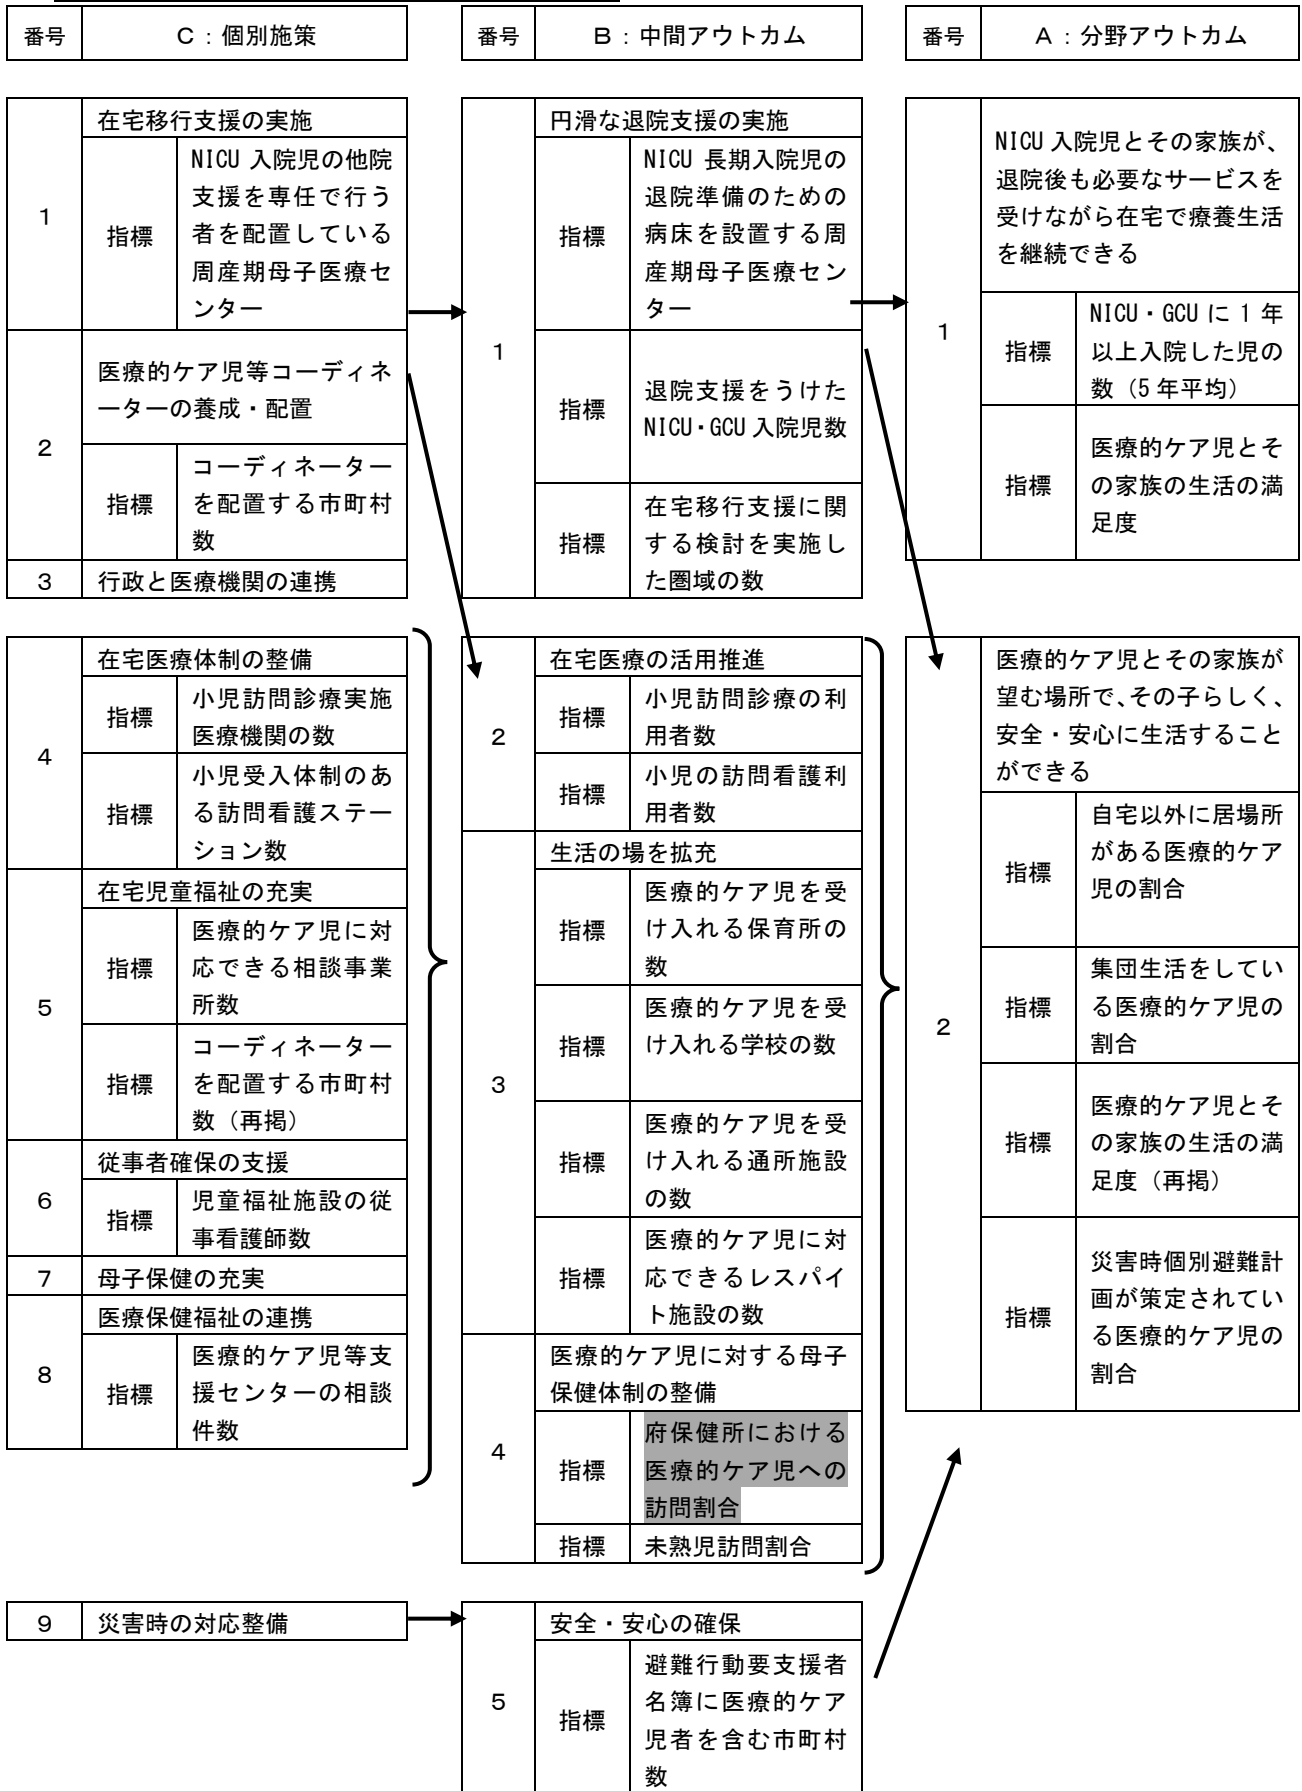 番号
C：個別施策
番号
B：中間アウトカム
番号
A：分野アウトカム
1
在宅移行支援の実施
指標
NICU 入院児の他院
支援を専任で行う
者を配置している
周産期母子医療セ
ンター
2
医療的ケア児等コーディネ
ーターの養成・配置
指標
コーディネーター
を配置する市町村
数
3
行政と医療機関の連携
4
在宅医療体制の整備
指標
小児訪問診療実施
医療機関の数
指標
小児受入体制のあ
る訪問看護ステー
ション数
5
在宅児童福祉の充実
指標
医療的ケア児に対
応できる相談事業
所数
指標
コーディネーター
を配置する市町村
数（再掲）
6
従事者確保の支援
指標
児童福祉施設の従
事看護師数
7
母子保健の充実
8
医療保健福祉の連携
指標
医療的ケア児等支
援センターの相談
件数
9
災害時の対応整備
1
円滑な退院支援の実施
指標
NICU 長期入院児の
退院準備のための
病床を設置する周
産期母子医療セン
ター
指標
退院支援をうけた
NICU・GCU 入院児数
指標
在宅移行支援に関
する検討を実施し
た圏域の数
2
在宅医療の活用推進
指標
小児訪問診療の利
用者数
指標
小児の訪問看護利
用者数
3
生活の場を拡充
指標
医療的ケア児を受
け入れる保育所の
数
指標
医療的ケア児を受
け入れる学校の数
指標
医療的ケア児を受
け入れる通所施設
の数
指標
医療的ケア児に対
応できるレスパイ
ト施設の数
4
医療的ケア児に対する母子
保健体制の整備
指標
府保健所における
医療的ケア児への
訪問割合
指標
未熟児訪問割合
5
安全・安心の確保
指標
避難行動要支援者
名簿に医療的ケア
児者を含む市町村
数
1
NICU 入院児とその家族が、
退院後も必要なサービスを
受けながら在宅で療養生活
を継続できる
指標
NICU・GCU に 1 年
以上入院した児の
数（5 年平均）
指標
医療的ケア児とそ
の家族の生活の満
足度
2
医療的ケア児とその家族が
望む場所で、その子らしく、
安全・安心に生活すること
ができる
指標
自宅以外に居場所
がある医療的ケア
児の割合
指標
集団生活をしてい
る医療的ケア児の
割合
指標
医療的ケア児とそ
の家族の生活の満
足度（再掲）
指標
災害時個別避難計
画が策定されてい
る医療的ケア児の
割合